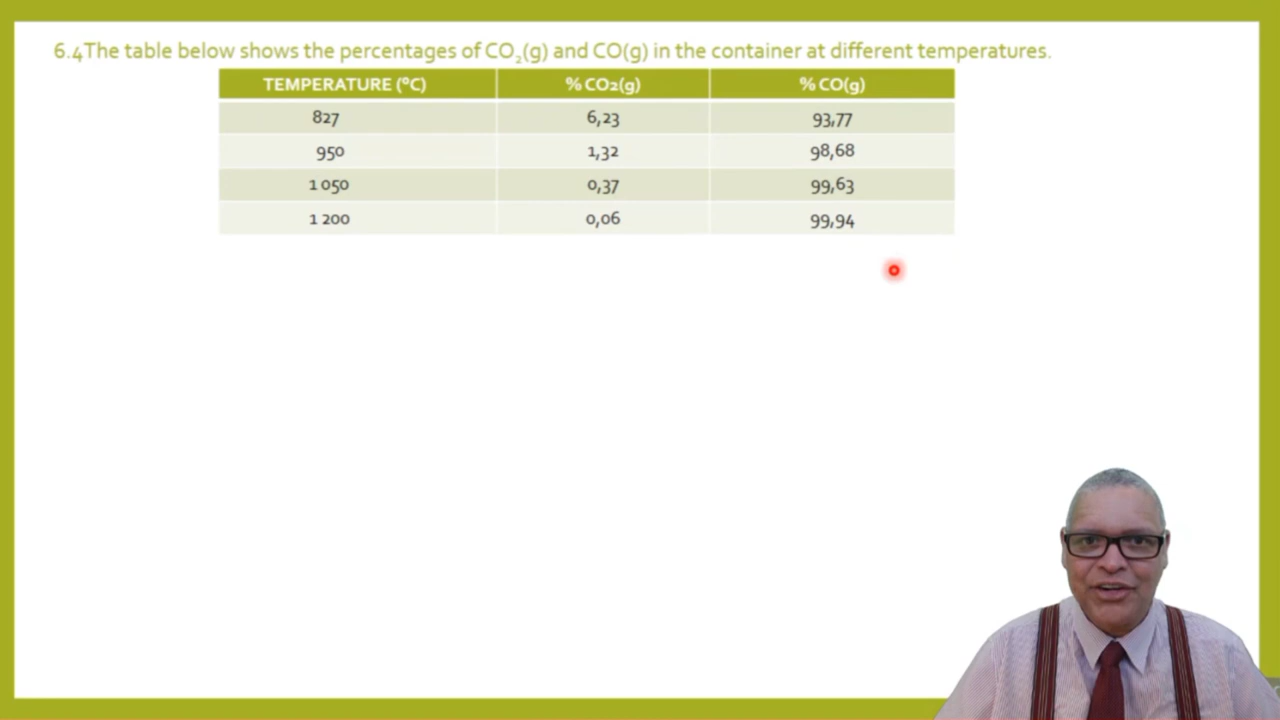 6.4The table below shows the percentages of CO₂(g) and CO(g) in the container at different temperatures.
TEMPERATURE (ºC) % CO2(g) % CO(g)
827 6,23 93,77
950 1,32 98,68
1 050 0,37 99,63
1 200 0,06 99,94